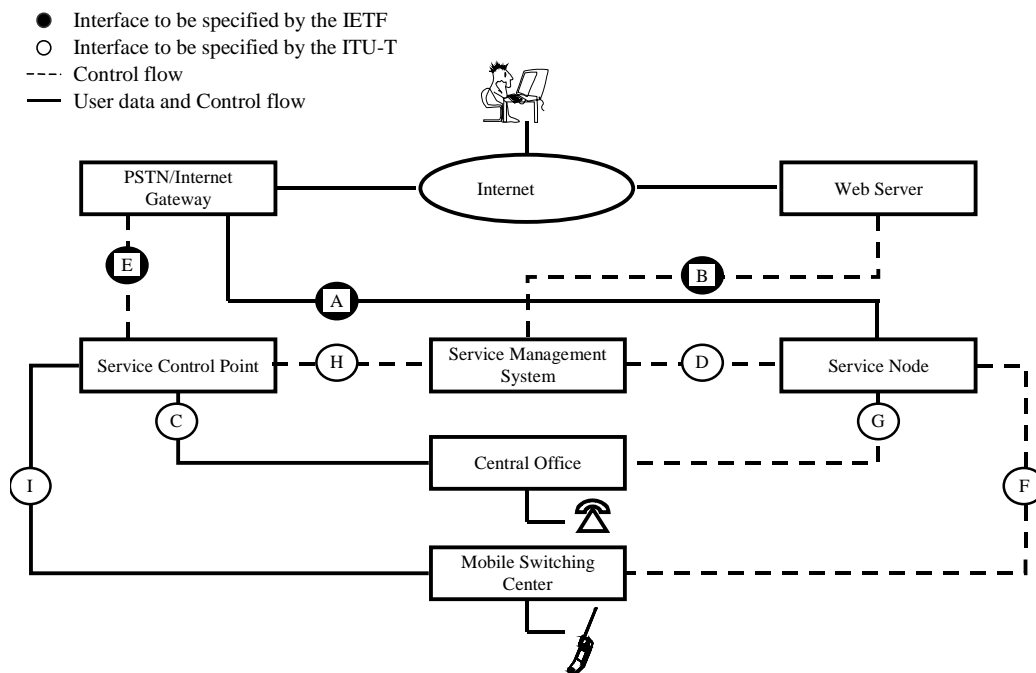 Interface to be specified by the IETF
Interface to be specified by the ITU-T
Control flow
User data and Control flow
PSTN/Internet
Gateway
Internet
Web Server
E
B
A
Service Control Point
H
Service Management
System
D
Service Node
C
G
Central Office
I
F
Mobile Switching
Center